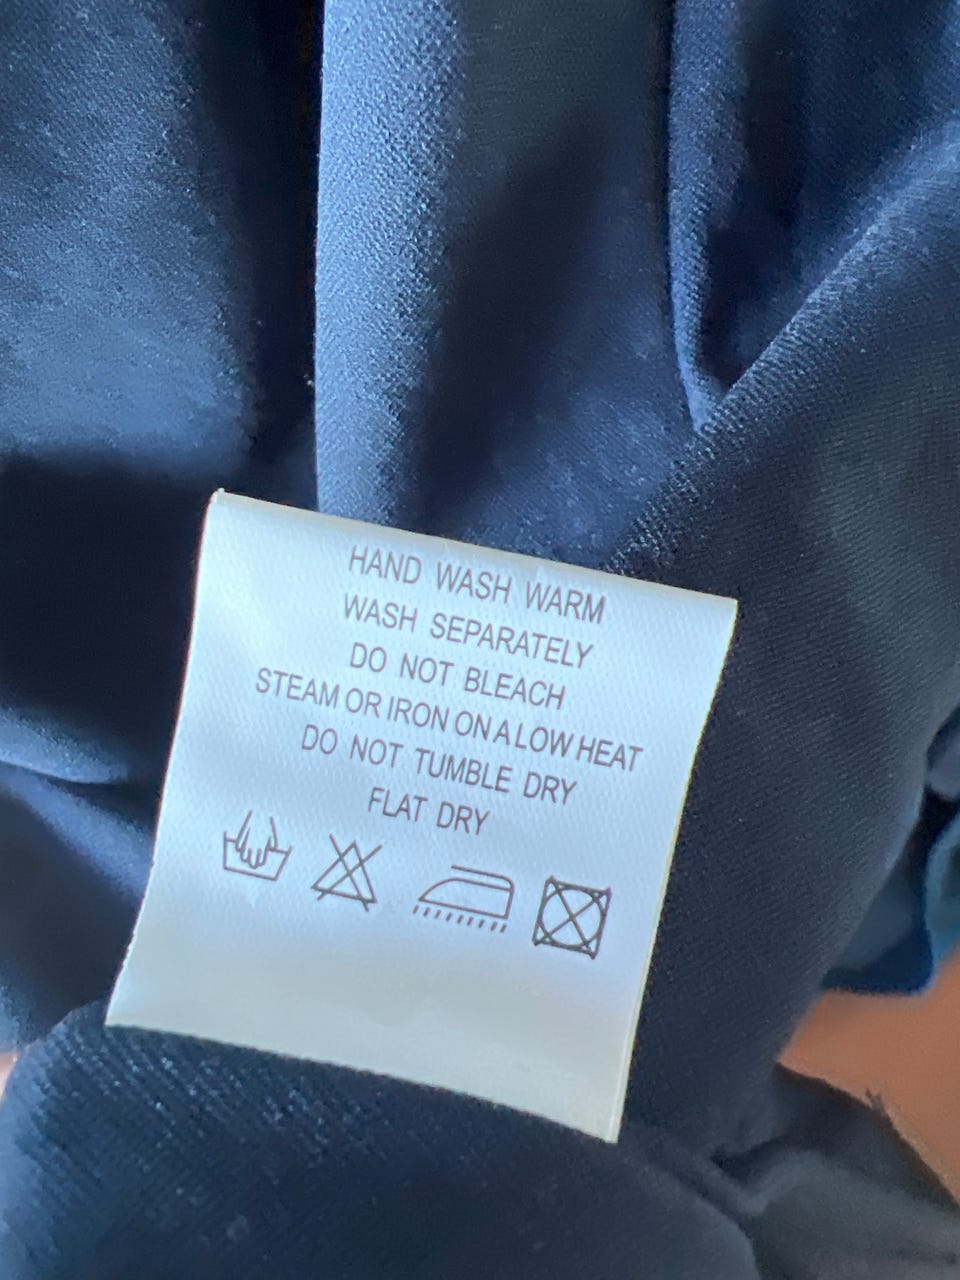 HAND WASH WARM
WASH SEPARATELY
DO NOT BLEACH
STEAM OR IRON ON A LOW HEAT
DO NOT TUMBLE DRY
FLAT DRY